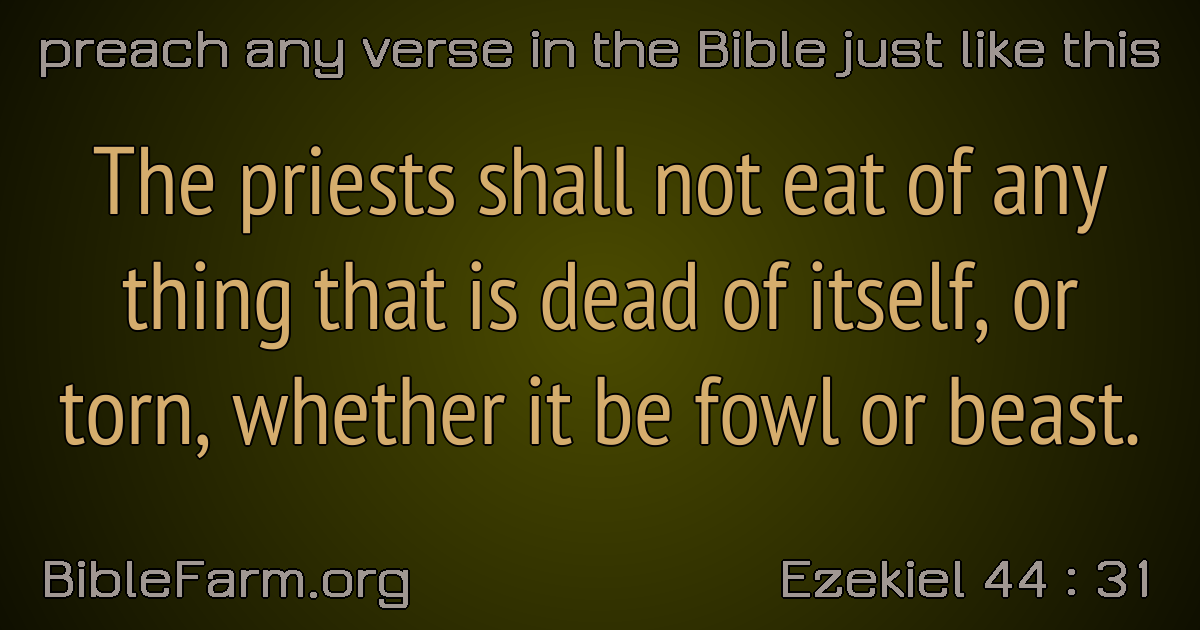 preach any verse in the Bible just like this
The priests shall not eat of any
thing that is dead of itself, or
torn, whether it be fowl or beast.
BibleFarm.org
Ezekiel 44 : 31